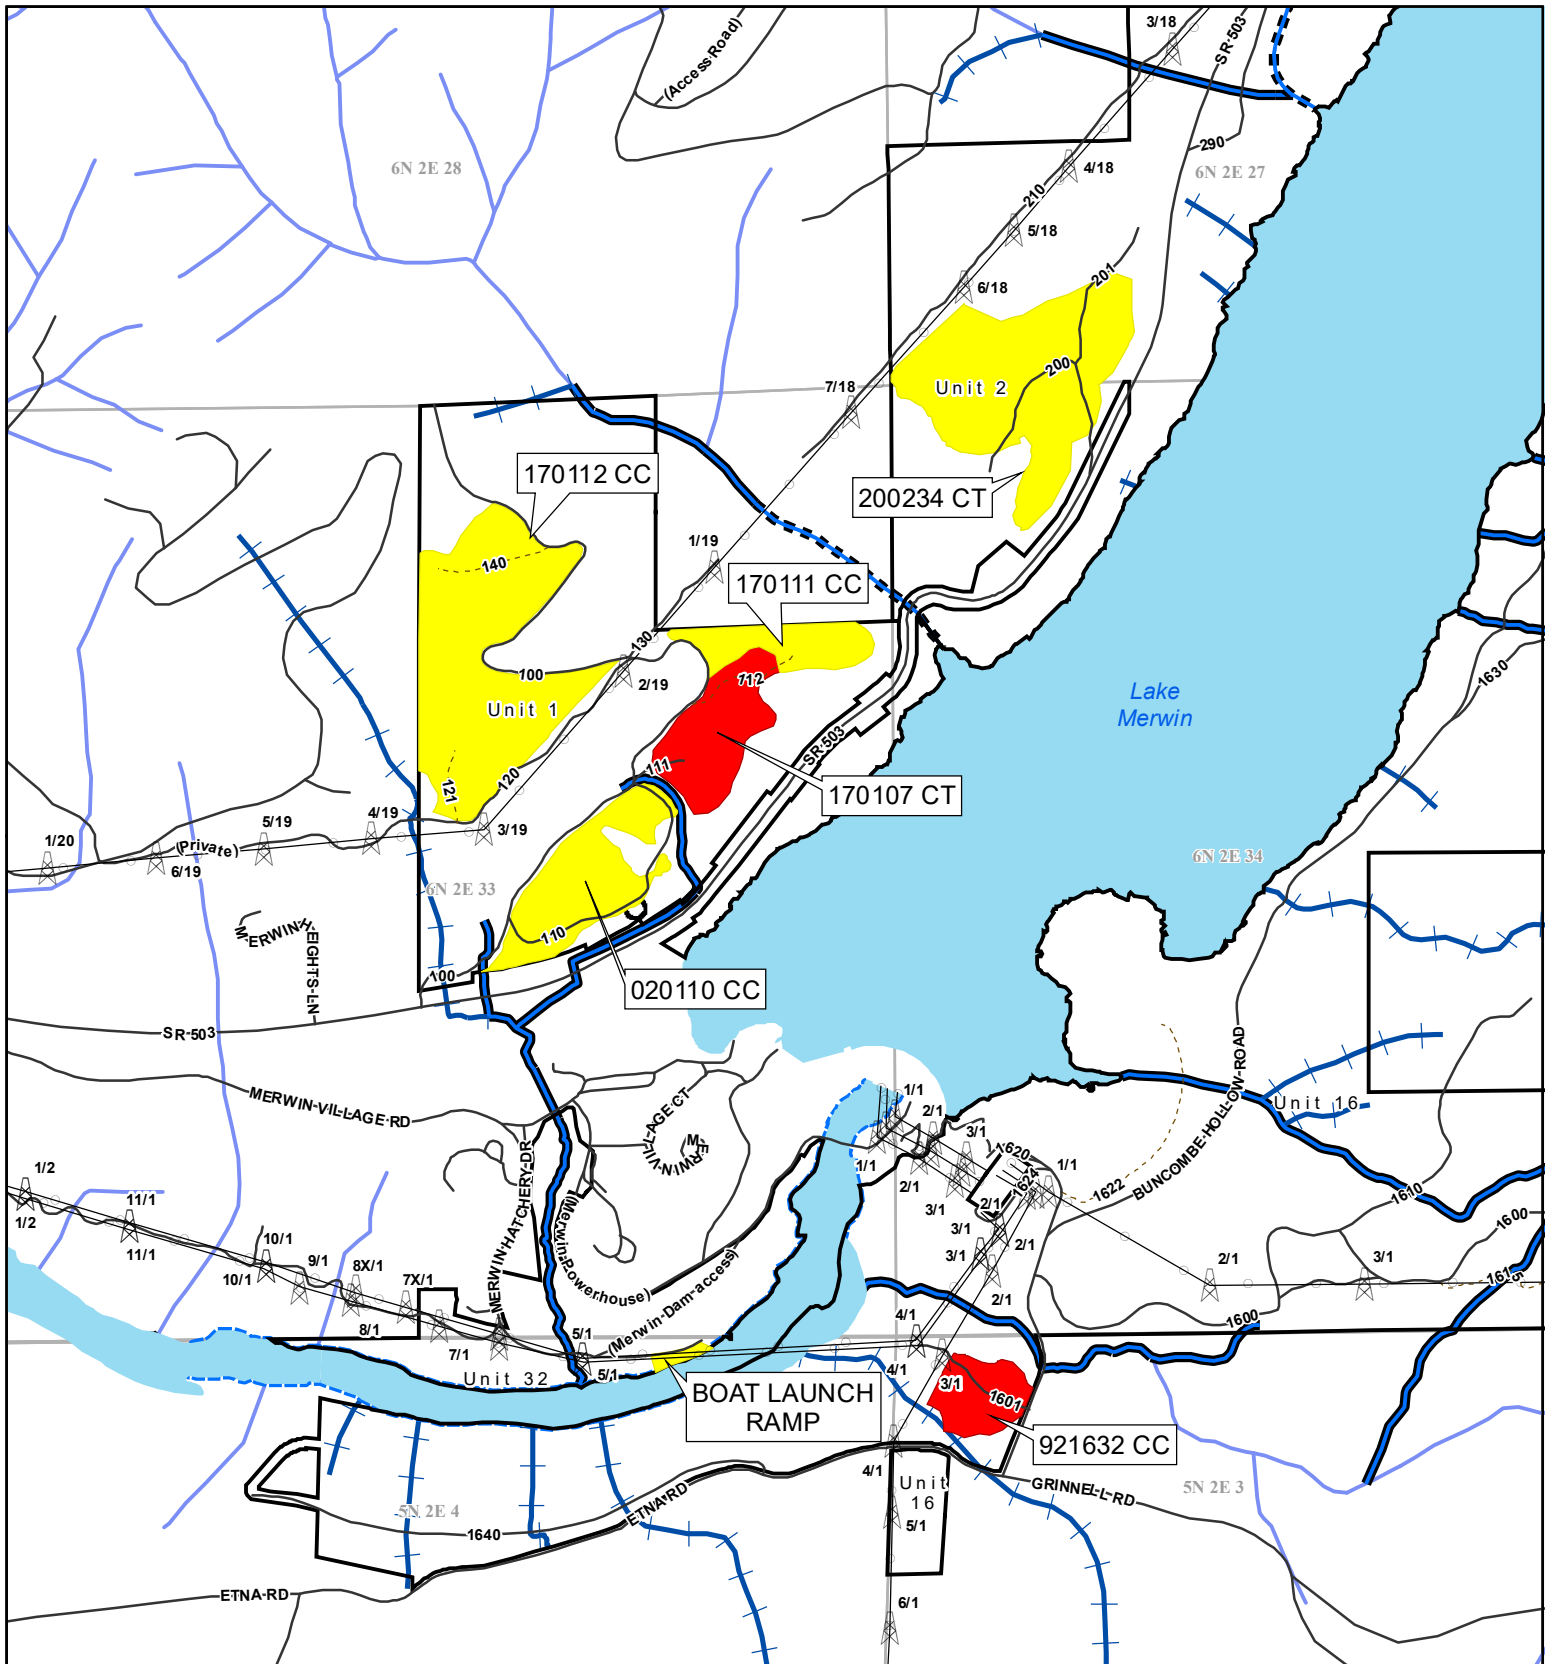 3/18
SR 503
(Access Road)
290
6N 2E 28
6N 2E 27
4/18
210
5/18
201
6/18
200
Unit 2
7/18
170112 CC
200234 CT
140
1/19
170111 CC
130
100
2/19
112
1630
Lake
Merwin
Unit 1
SR 503
111
120
121
170107 CT
4/19
5/19
3/19
1/20
(Private)
6/19
6N 2E 34
6N 2E 33
MERWIN HEIGHTS LN
110
100
020110 CC
SR 503
BUNCOMBE HOLLOW ROAD
MERWIN VILLAGE RD
MERWIN VILLAGE CT
MERWIN
1/1
2/1
3/1
Unit 16
1620
1/1
1/1
1624
1622
1610
2/1
3/1
2/1
3/1
2/1
3/1
1/2
1/2
11/1
11/1
MERWIN HATCHERY DR
(Merwin Powerhouse)
(Merwin Dam access)
1600
10/1
9/1
8X/1
10/1
7X/1
2/1
3/1
1615
2/1
8/1
7/1
5/1
5/1
4/1
4/1
1600
Unit 32
BOAT LAUNCH
RAMP
3/1
1601
921632 CC
4/1
Unit
16
5/1
GRINNELL RD
5N 2E 3
5N 2E 4
1640
ETNA RD
ETNA RD
6/1